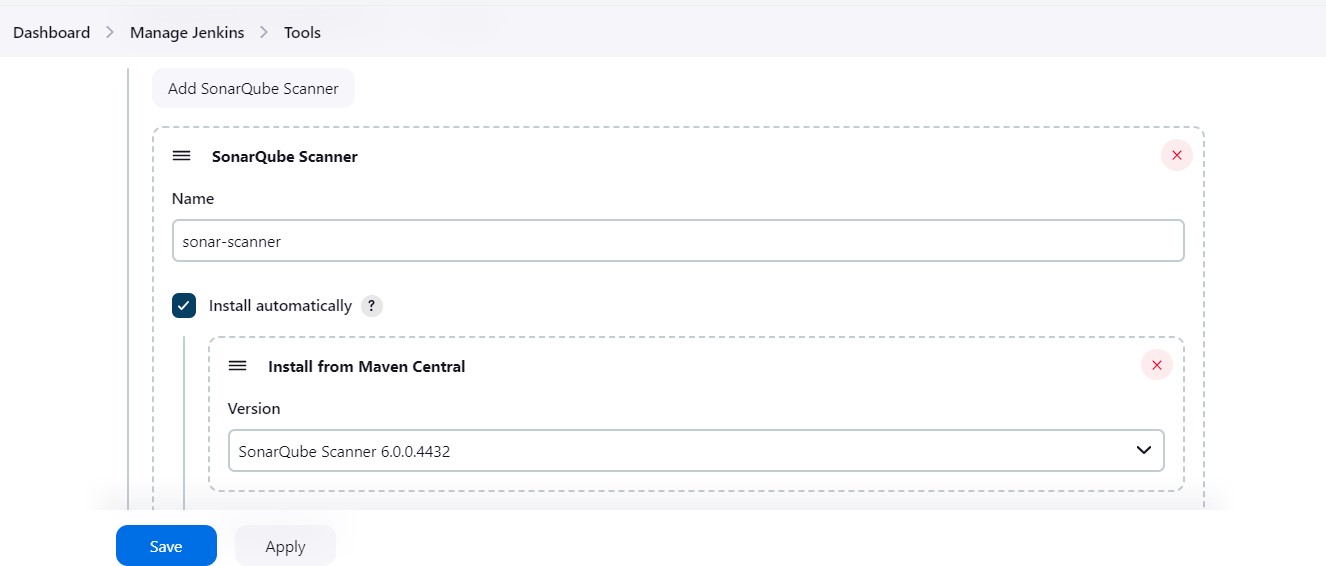 Dashboard > Manage Jenkins > Tools
Add SonarQube Scanner
SonarQube Scanner
Name
sonar-scanner
Install automatically ?
Install from Maven Central
Version
SonarQube Scanner 6.0.0.4432
Save Apply